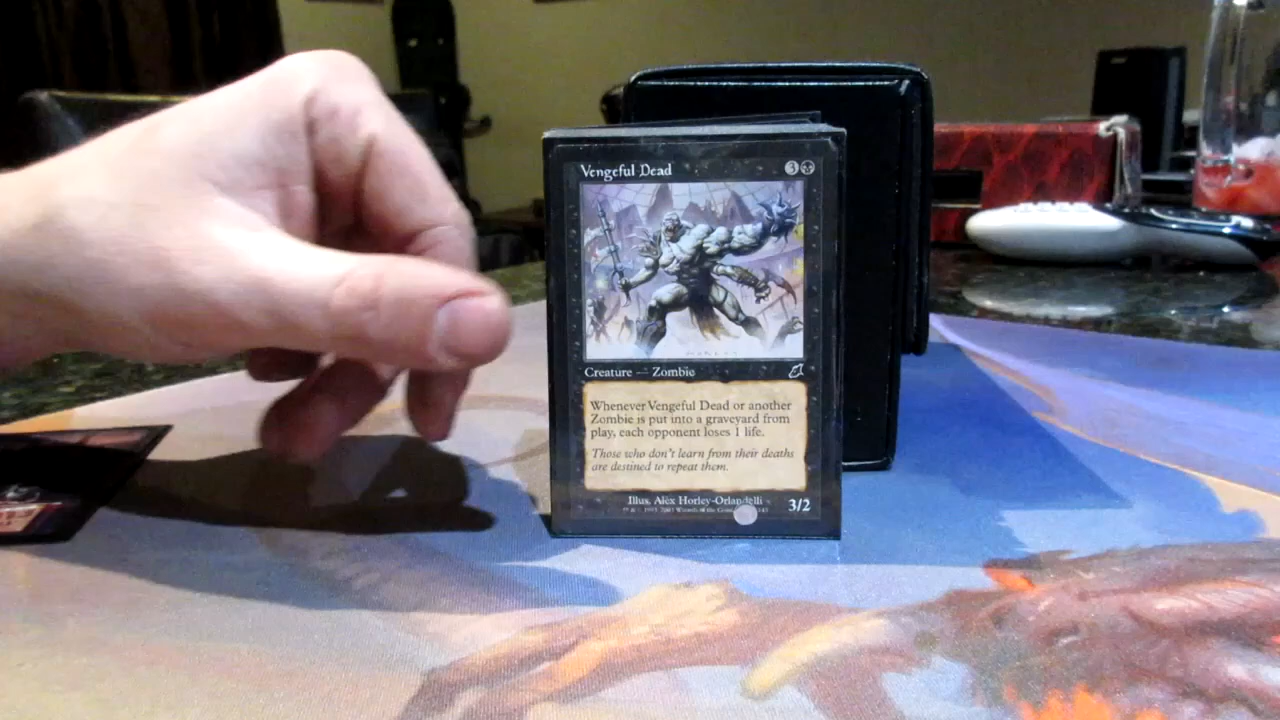 Vengeful Dead 3
Creature — Zombie
Whenever Vengeful Dead or another
Zombie is put into a graveyard from
play, each opponent loses 1 life.
Those who don't learn from their deaths
are destined to repeat them.
Illus. Alex Horley-Orlandelli
3/2